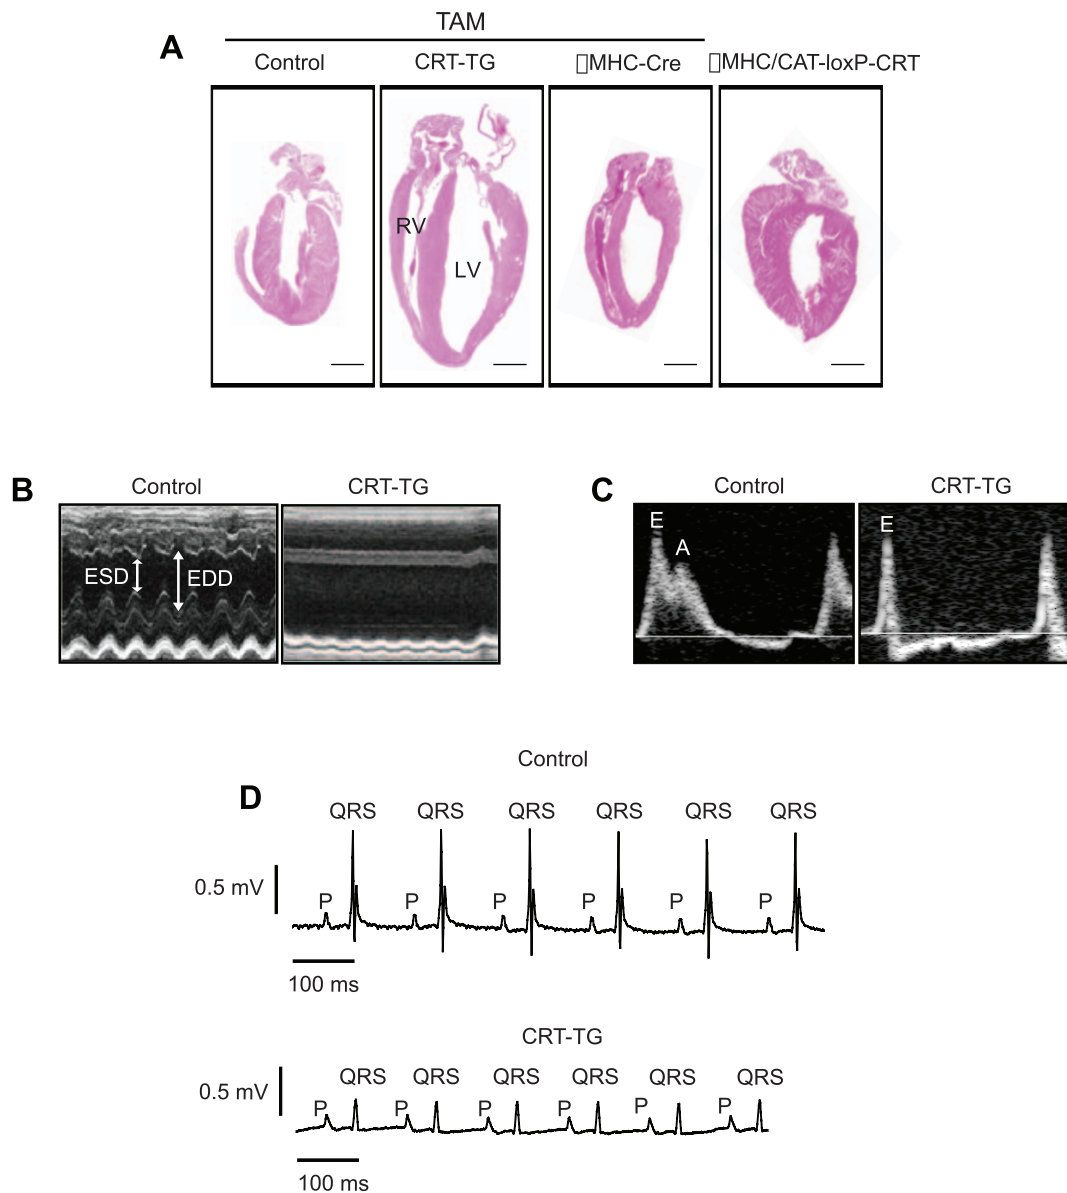 TAM
A
Control CRT-TG □MHC-Cre □MHC/CAT-loxP-CRT
RV
LV
B Control CRT-TG
ESD EDD
C Control CRT-TG
E A E
Control
D
QRS QRS QRS QRS QRS QRS
0.5 mV P P P P P P
100 ms
CRT-TG
QRS QRS QRS QRS QRS QRS
0.5 mV P P P P P P
100 ms